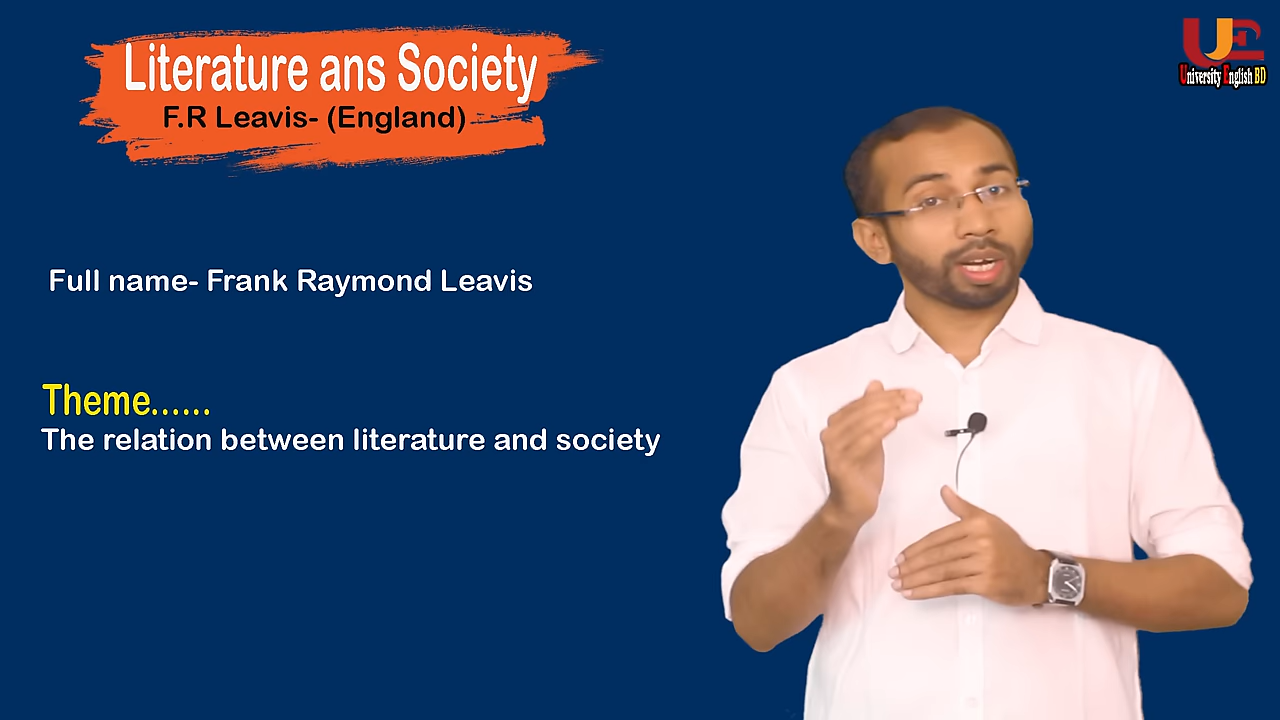 Literature ans Society
F.R Leavis- (England)
UE
University English BD
Full name- Frank Raymond Leavis
Theme......
The relation between literature and society